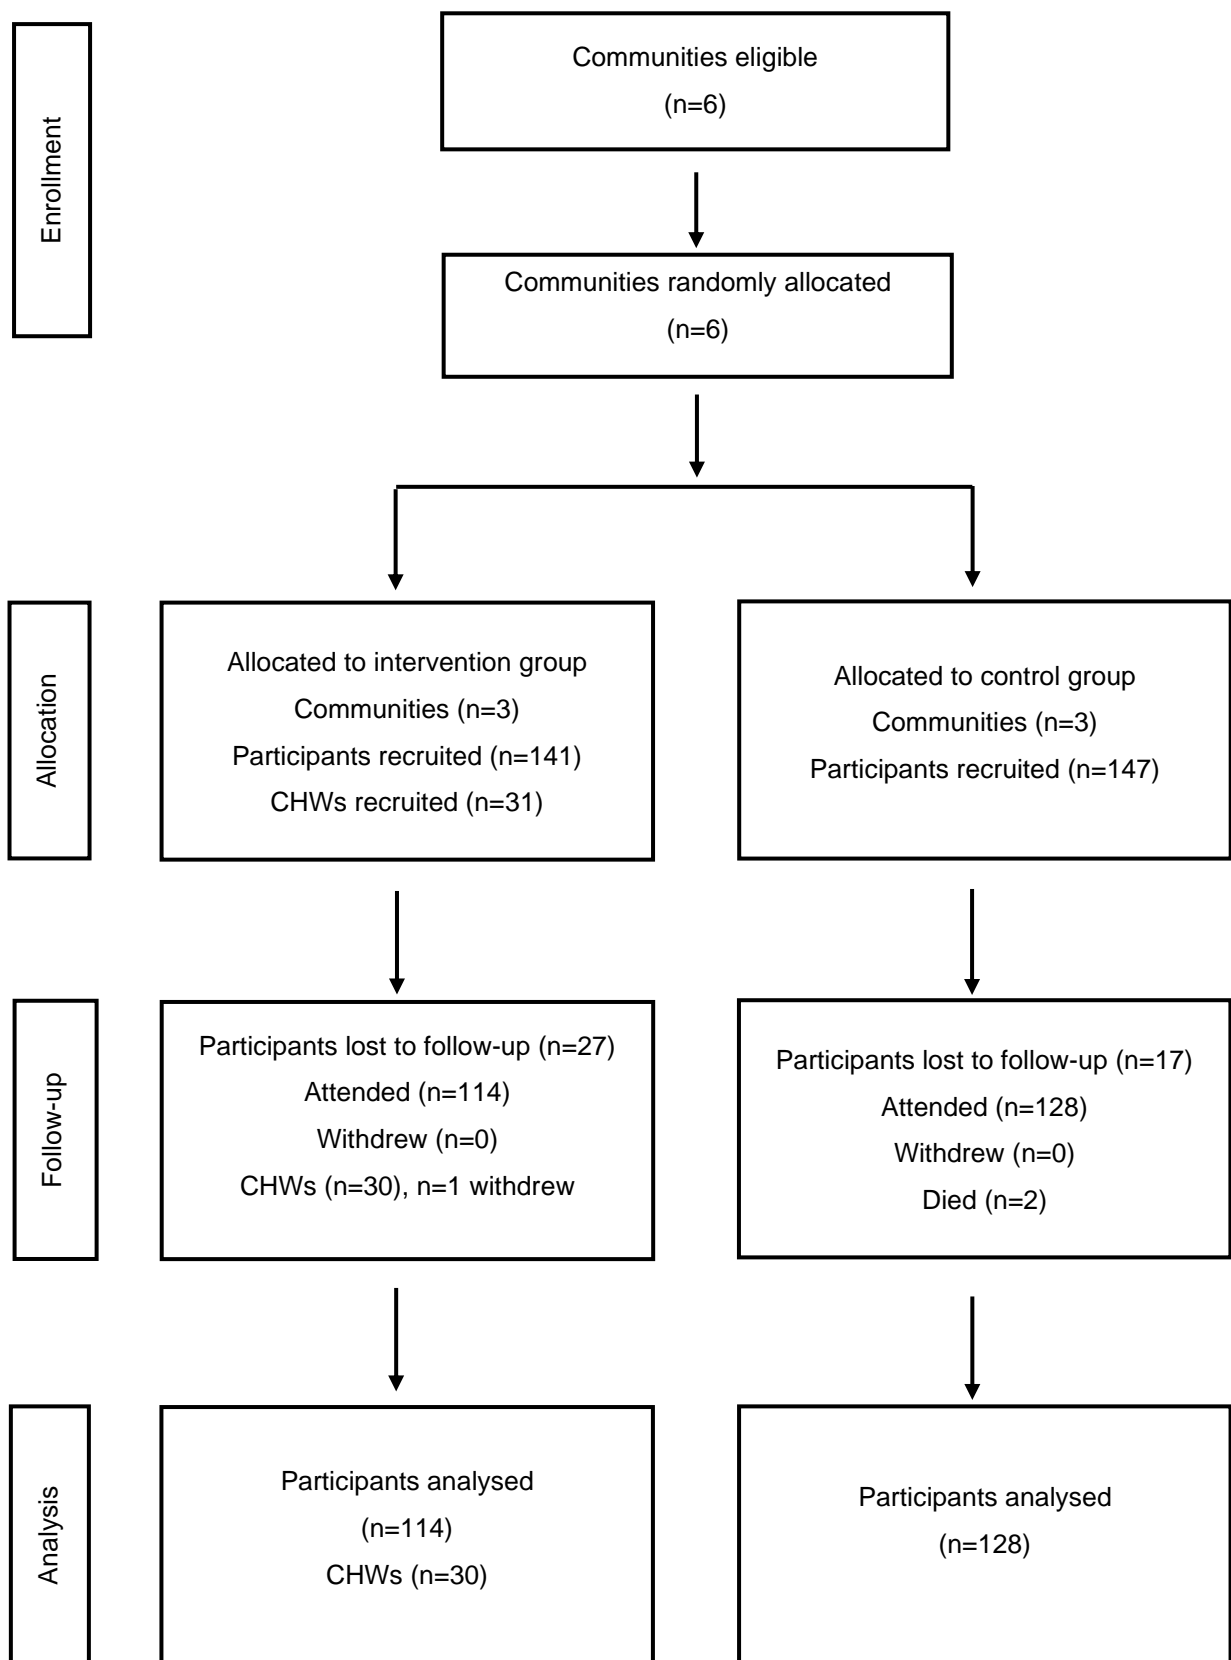 Enrollment
Communities eligible
(n=6)
Communities randomly allocated
(n=6)
Allocation
Allocated to intervention group
Communities (n=3)
Participants recruited (n=141)
CHWs recruited (n=31)
Allocated to control group
Communities (n=3)
Participants recruited (n=147)
Follow-up
Participants lost to follow-up (n=27)
Attended (n=114)
Withdrew (n=0)
CHWs (n=30), n=1 withdrew
Participants lost to follow-up (n=17)
Attended (n=128)
Withdrew (n=0)
Died (n=2)
Analysis
Participants analysed
(n=114)
CHWs (n=30)
Participants analysed
(n=128)